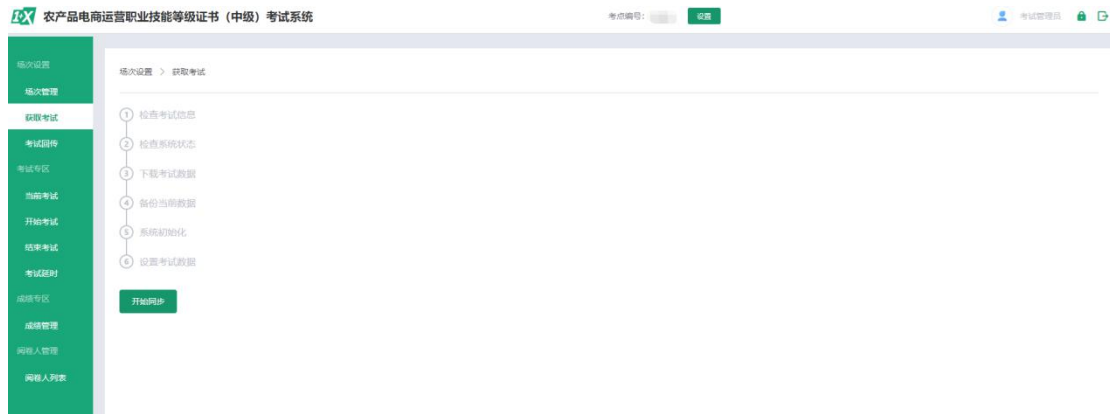 农产品电商运营职业技能等级证书（中级）考试系统
考点编号：
设置
考试管理员
场次设置
场次管理
获取考试
考试回传
考试专区
当前考试
开始考试
结束考试
考试延时
成绩专区
成绩管理
阅卷人管理
阅卷人列表
场次设置 > 获取考试
1 检查考试信息
2 检查系统状态
3 下载考试数据
4 备份当前数据
5 系统初始化
6 设置考试数据
开始同步